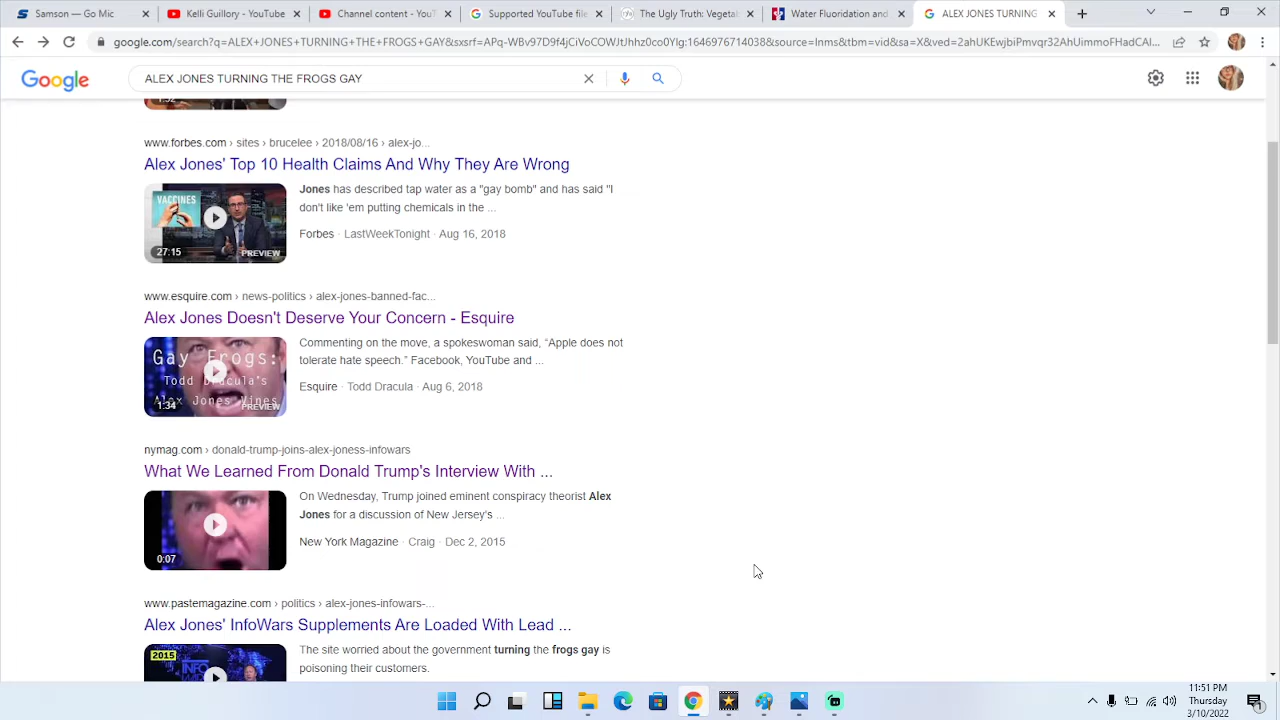 Samson — Go Mic
Kell Guillory - YouTube
Channel content - YouT
Supported YouTube file
The Ugly Truth: Vegetab
Water Fluoridation and
ALEX JONES TURNING
google.com/search?q=ALEX+JONES+TURNING+THE+FROGS+GAY&sxsrf=APq-WBv97D9f4jCiVoCOWJtJhhz0co0YIg:1646976714038&source=lnms&tbm=vid&sa=X&ved=2ahUKEwjbiPmvqr32AhUimmoFHadCAl...
Google
ALEX JONES TURNING THE FROGS GAY
1:52
www.forbes.com › sites › brucelee › 2018/08/16 › alex-jo...
Alex Jones' Top 10 Health Claims And Why They Are Wrong
VACCINES
27:15
PREVIEW
Jones has described tap water as a "gay bomb" and has said "I
don't like 'em putting chemicals in the ...
Forbes · LastWeekTonight · Aug 16, 2018
www.esquire.com › news-politics › alex-jones-banned-fac...
Alex Jones Doesn't Deserve Your Concern - Esquire
Gay Frogs:
Todd Dracula's
Alex Jones Vines
1:34
PREVIEW
Commenting on the move, a spokeswoman said, “Apple does not
tolerate hate speech.” Facebook, YouTube and ...
Esquire · Todd Dracula · Aug 6, 2018
nymag.com › donald-trump-joins-alex-joness-infowars
What We Learned From Donald Trump's Interview With ...
0:07
On Wednesday, Trump joined eminent conspiracy theorist Alex
Jones for a discussion of New Jersey's ...
New York Magazine · Craig · Dec 2, 2015
www.pastemagazine.com › politics › alex-jones-infowars-...
Alex Jones' InfoWars Supplements Are Loaded With Lead ...
2015
INFO
The site wrote about the government turning the frogs gay
poisoning their customers.
11:51 PM
Thursday
3/10/2022